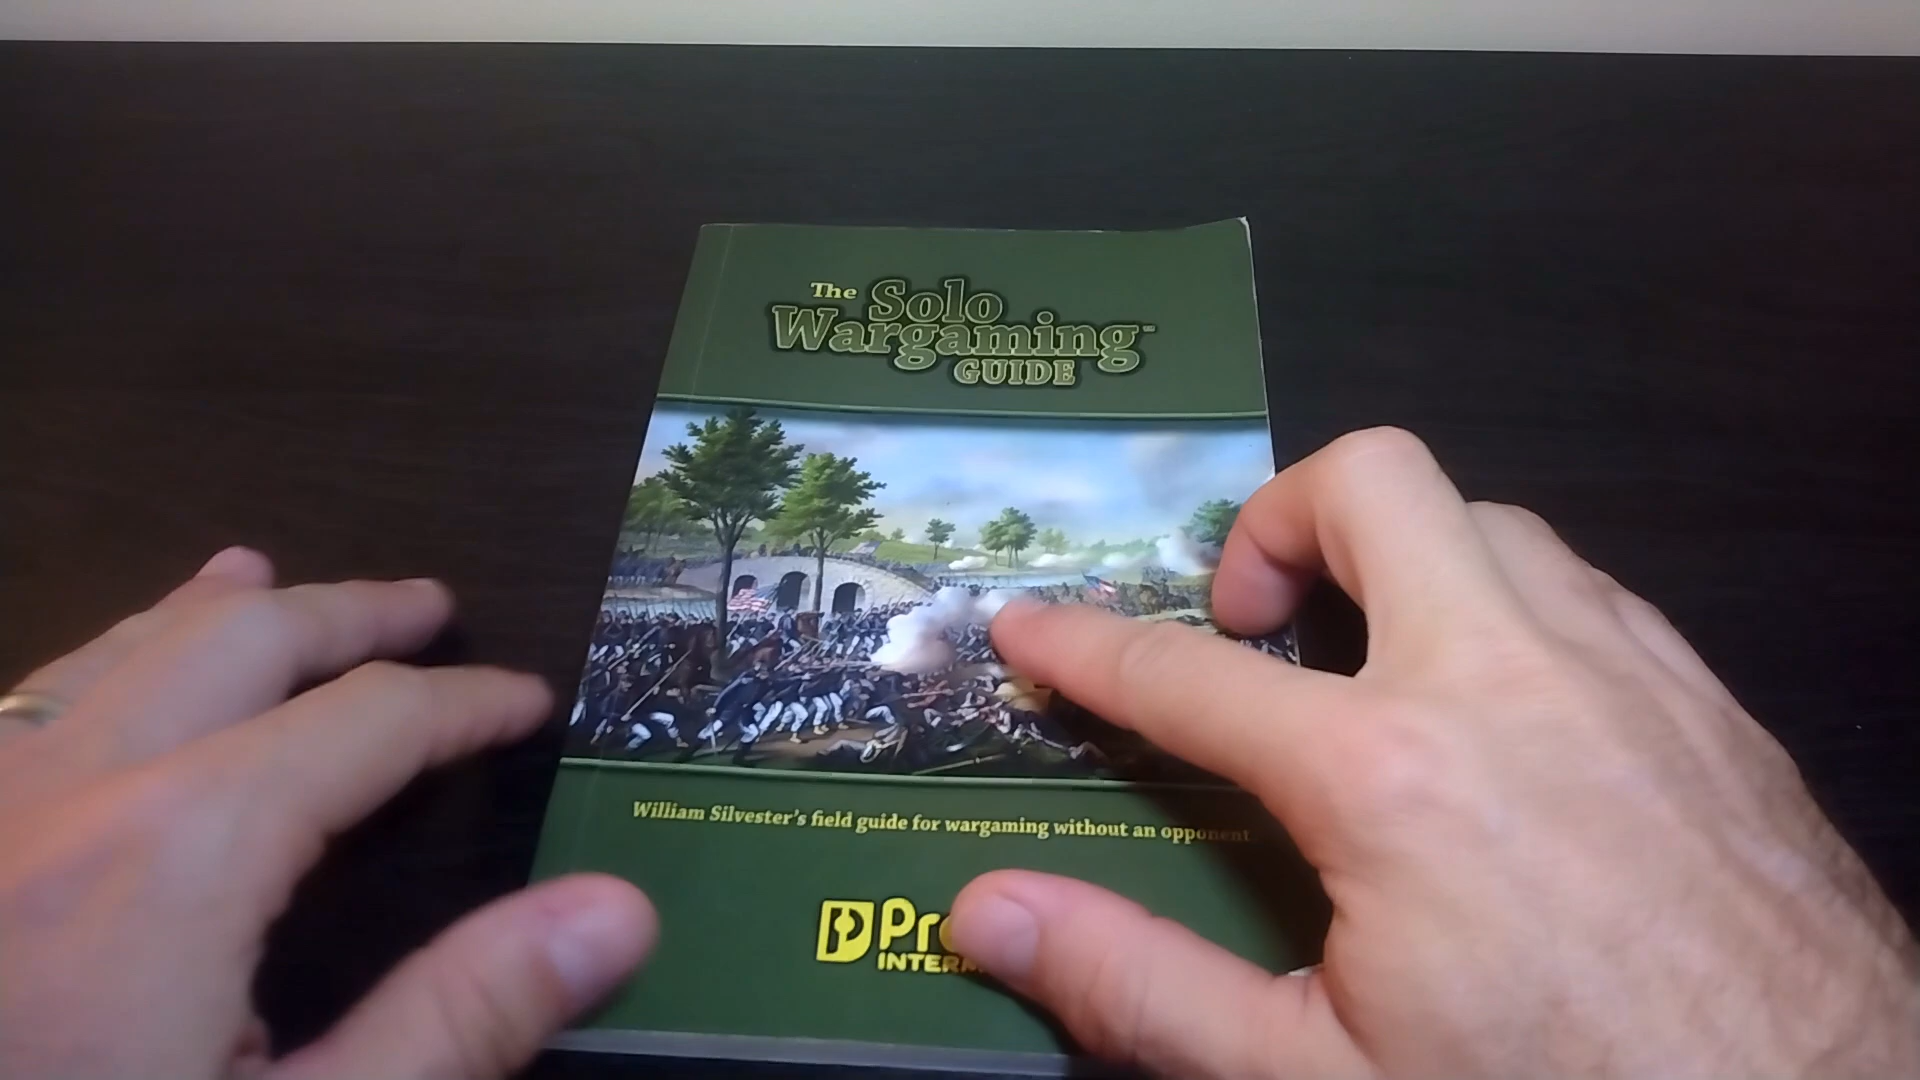 The Solo
Wargaming™
GUIDE
William Silvester's field guide for wargaming without an opponent
Pr
INTER